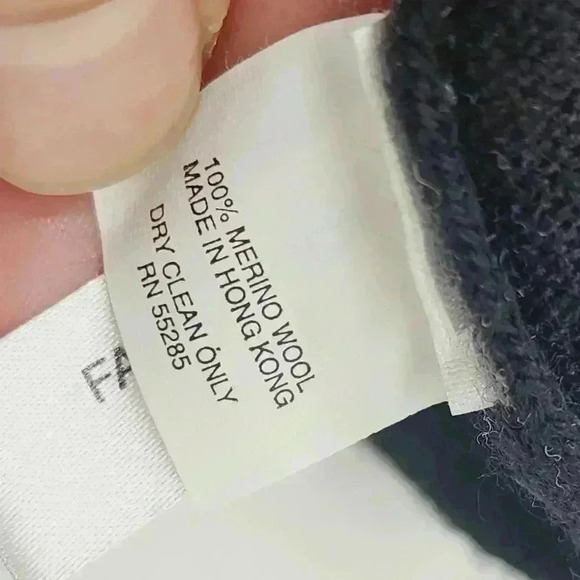 100% MERINO WOOL
MADE IN HONG KONG
DRY CLEAN ONLY
RN 55285